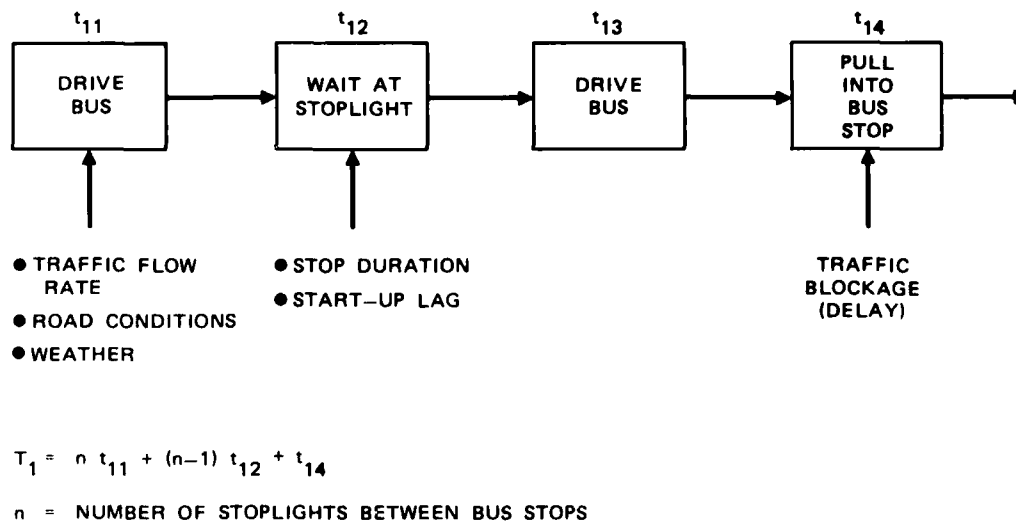 t11
t12
t13
t14
DRIVE
BUS
WAIT AT
STOPLIGHT
DRIVE
BUS
PULL
INTO
BUS
STOP
● TRAFFIC FLOW
RATE
● ROAD CONDITIONS
● WEATHER
● STOP DURATION
● START–UP LAG
TRAFFIC
BLOCKAGE
(DELAY)
T1 = n t11 + (n–1) t12 + t14
n = NUMBER OF STOPLIGHTS BETWEEN BUS STOPS